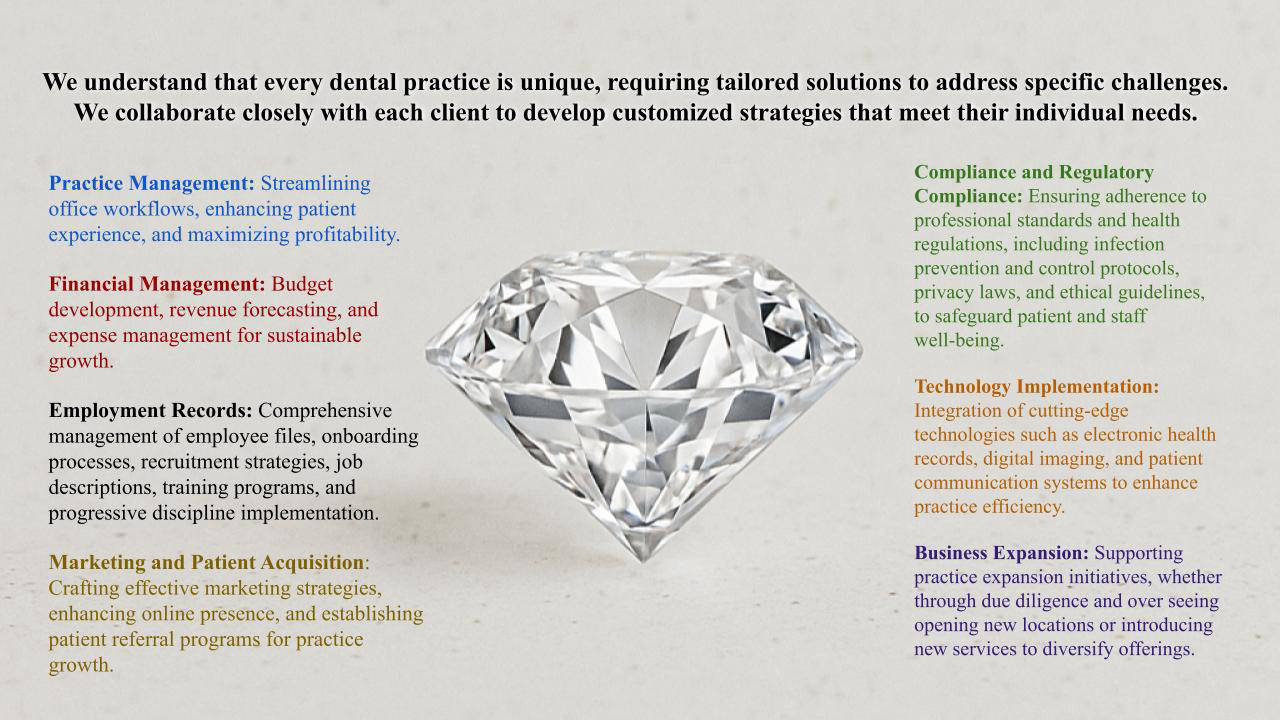 We understand that every dental practice is unique, requiring tailored solutions to address specific challenges.
We collaborate closely with each client to develop customized strategies that meet their individual needs.
Practice Management: Streamlining
office workflows, enhancing patient
experience, and maximizing profitability.
Financial Management: Budget
development, revenue forecasting, and
expense management for sustainable
growth.
Employment Records: Comprehensive
management of employee files, onboarding
processes, recruitment strategies, job
descriptions, training programs, and
progressive discipline implementation.
Marketing and Patient Acquisition:
Crafting effective marketing strategies,
enhancing online presence, and establishing
patient referral programs for practice
growth.
Compliance and Regulatory
Compliance: Ensuring adherence to
professional standards and health
regulations, including infection
prevention and control protocols,
privacy laws, and ethical guidelines,
to safeguard patient and staff
well-being.
Technology Implementation:
Integration of cutting-edge
technologies such as electronic health
records, digital imaging, and patient
communication systems to enhance
practice efficiency.
Business Expansion: Supporting
practice expansion initiatives, whether
through due diligence and over seeing
opening new locations or introducing
new services to diversify offerings.